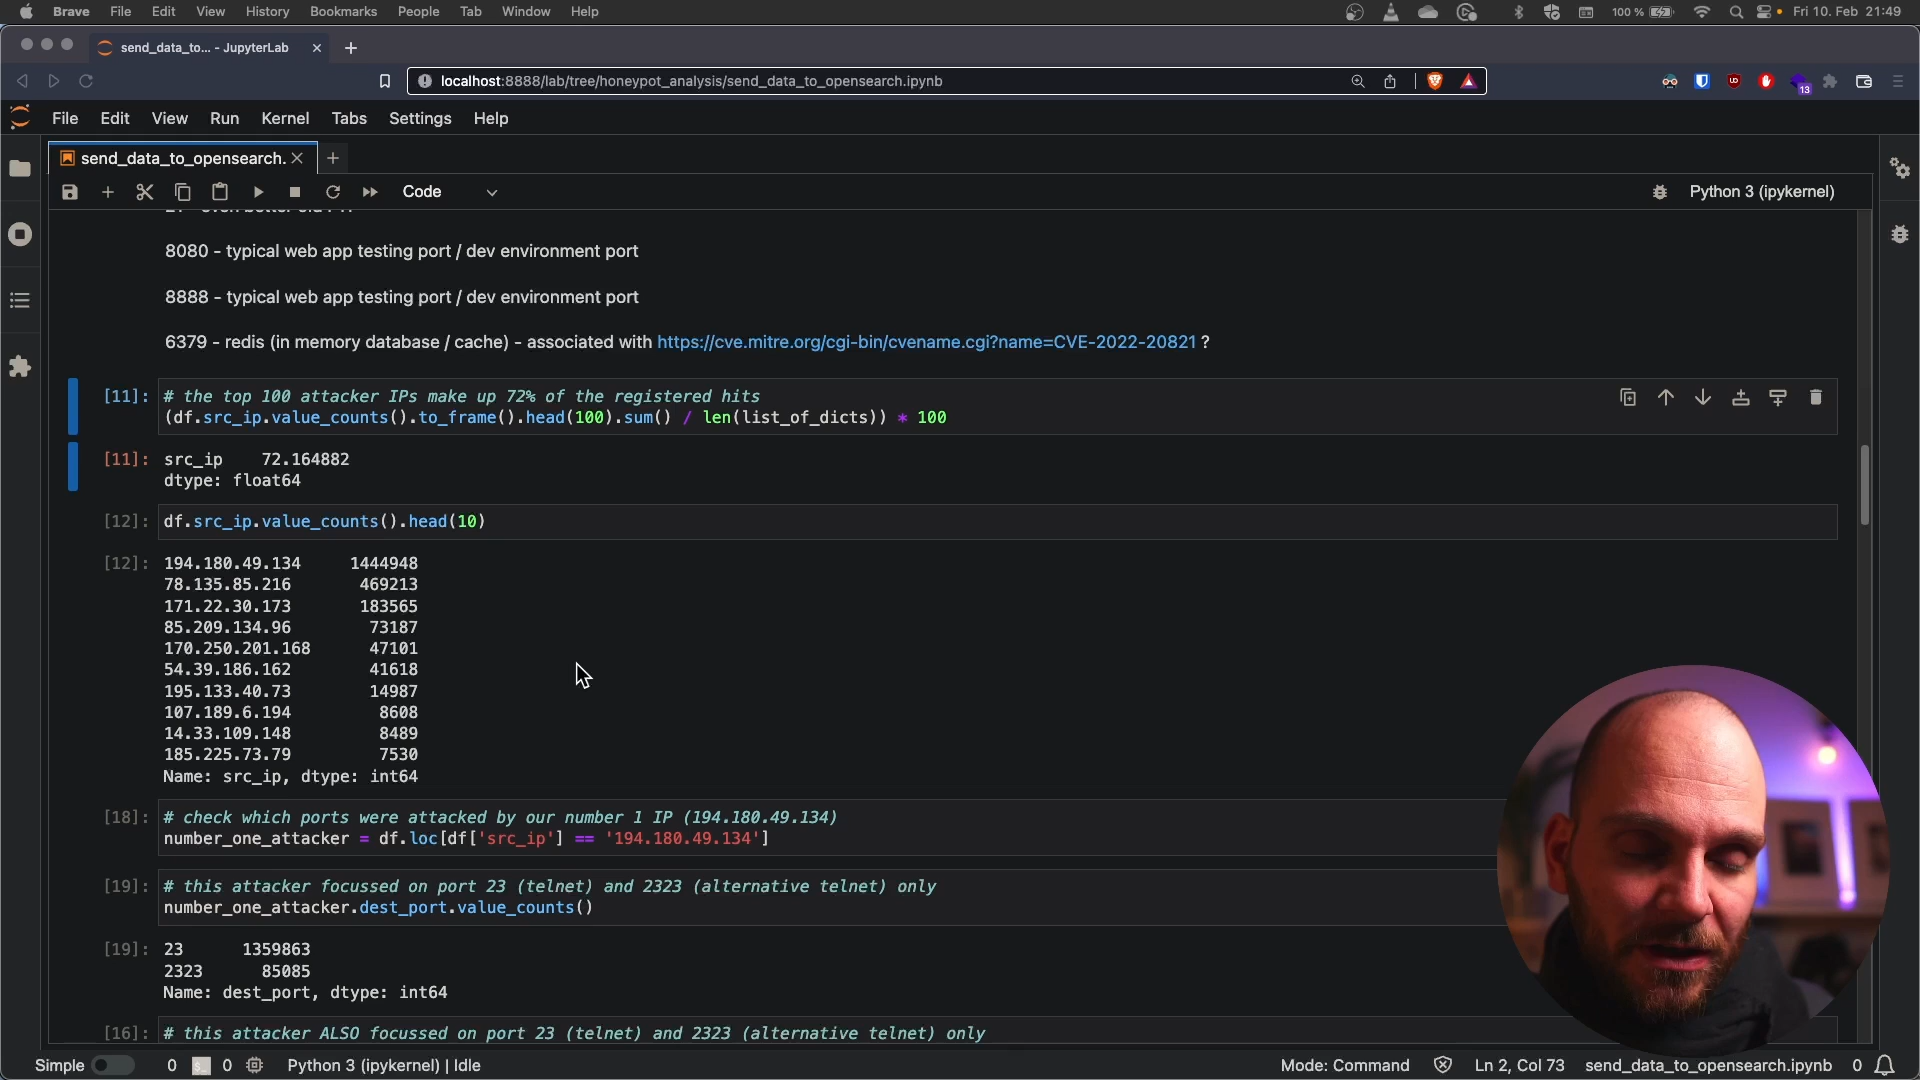 Brave File Edit View History Bookmarks People Tab Window Help 100 % Fri 10. Feb 21:49
send_data_to... - JupyterLab
localhost:8888/lab/tree/honeypot_analysis/send_data_to_opensearch.ipynb
13
File Edit View Run Kernel Tabs Settings Help
send_data_to_opensearch.
Code Python 3 (ipykernel)
8080 - typical web app testing port / dev environment port
8888 - typical web app testing port / dev environment port
6379 - redis (in memory database / cache) - associated with https://cve.mitre.org/cgi-bin/cvename.cgi?name=CVE-2022-20821 ?
[11]: # the top 100 attacker IPs make up 72% of the registered hits
(df.src_ip.value_counts().to_frame().head(100).sum() / len(list_of_dicts)) * 100
[11]: src_ip 72.164882
dtype: float64
[12]: df.src_ip.value_counts().head(10)
[12]: 194.180.49.134 1444948
78.135.85.216 469213
171.22.30.173 183565
85.209.134.96 73187
170.250.201.168 47101
54.39.186.162 41618
195.133.40.73 14987
107.189.6.194 8608
14.33.109.148 8489
185.225.73.79 7530
Name: src_ip, dtype: int64
[18]: # check which ports were attacked by our number 1 IP (194.180.49.134)
number_one_attacker = df.loc[df['src_ip'] == '194.180.49.134']
[19]: # this attacker focussed on port 23 (telnet) and 2323 (alternative telnet) only
number_one_attacker.dest_port.value_counts()
[19]: 23 1359863
2323 85085
Name: dest_port, dtype: int64
[16]: # this attacker ALSO focussed on port 23 (telnet) and 2323 (alternative telnet) only
Simple 0 0 Python 3 (ipykernel) | Idle Mode: Command Ln 2, Col 73 send_data_to_opensearch.ipynb 0